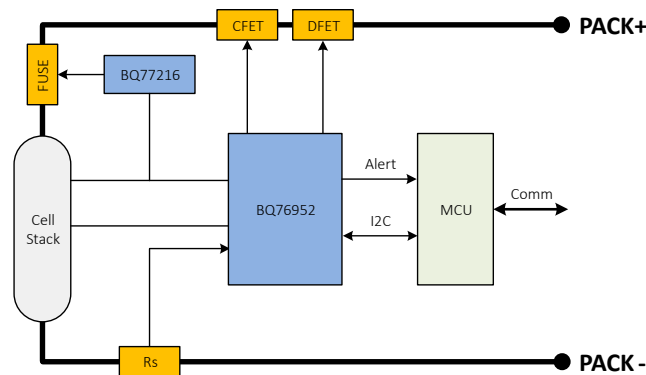 CFET
DFET
PACK+
FUSE
BQ77216
Alert
Cell
Stack
BQ76952
MCU
Comm
I2C
Rs
PACK -